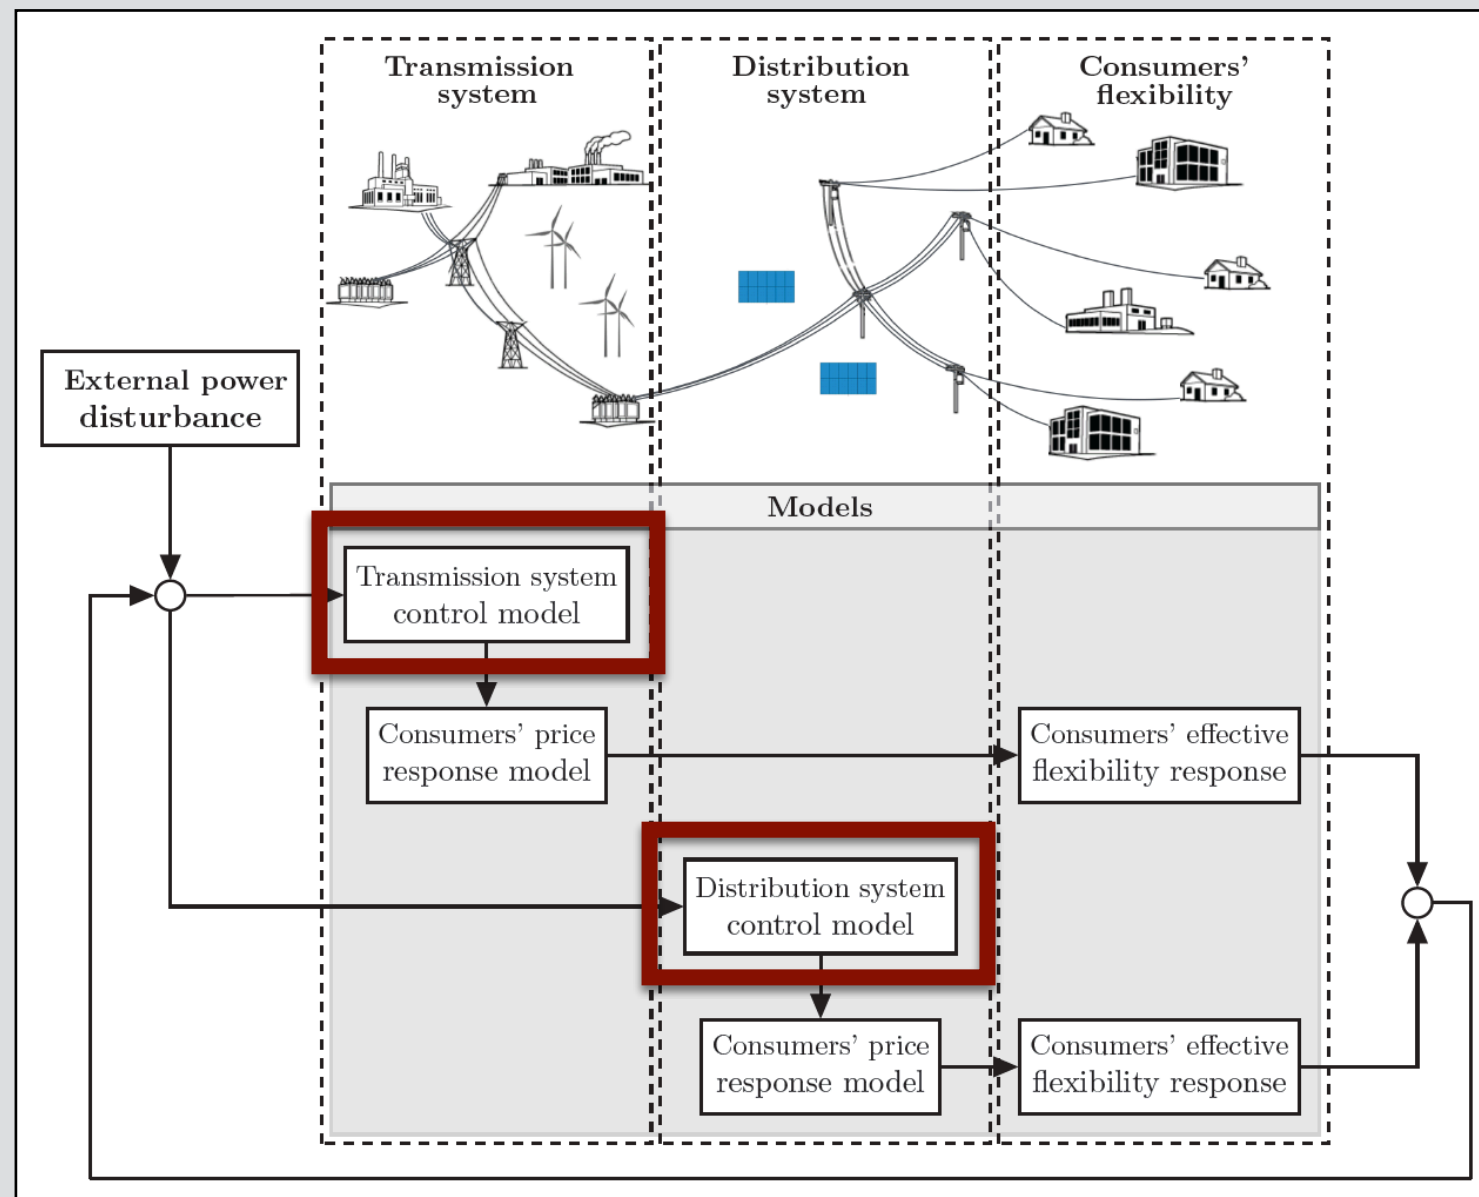 Transmission
system
Distribution
system
Consumers’
flexibility
External power
disturbance
Models
Transmission system
control model
Consumers’ price
response model
Consumers’ effective
flexibility response
Distribution system
control model
Consumers’ price
response model
Consumers’ effective
flexibility response